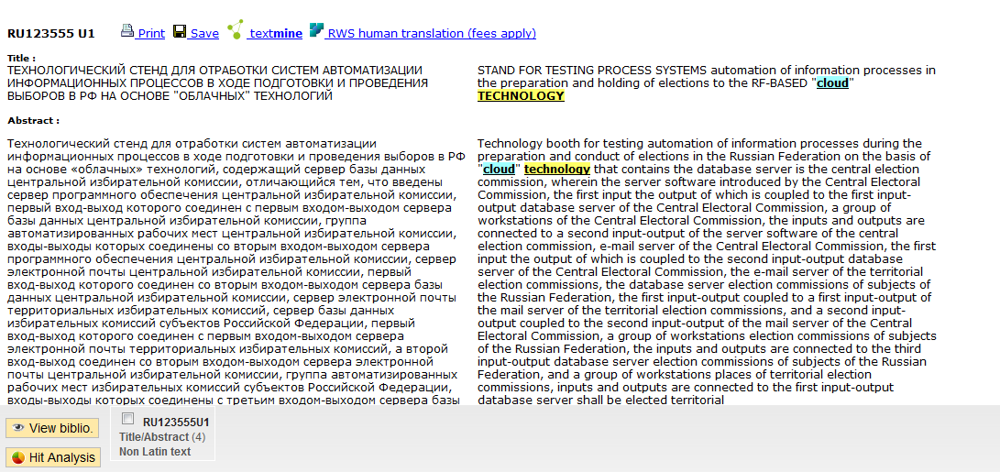 RU123555 U1 Print Save textmine RWS human translation (fees apply)
Title :
ТЕХНОЛОГИЧЕСКИЙ СТЕНД ДЛЯ ОТРАБОТКИ СИСТЕМ АВТОМАТИЗАЦИИ
ИНФОРМАЦИОННЫХ ПРОЦЕССОВ В ХОДЕ ПОДГОТОВКИ И ПРОВЕДЕНИЯ
ВЫБОРОВ В РФ НА ОСНОВЕ "ОБЛАЧНЫХ" ТЕХНОЛОГИЙ
STAND FOR TESTING PROCESS SYSTEMS automation of information processes in
the preparation and holding of elections to the RF-BASED "cloud"
TECHNOLOGY
Abstract :
Технологический стенд для отработки систем автоматизации
информационных процессов в ходе подготовки и проведения выборов в РФ
на основе «облачных» технологий, содержащий сервер базы данных
центральной избирательной комиссии, отличающийся тем, что введены
сервер программного обеспечения центральной избирательной комиссии,
первый вход-выход которого соединен с первым входом-выходом сервера
базы данных центральной избирательной комиссии, группа
автоматизированных рабочих мест центральной избирательной комиссии,
входы-выходы которых соединены со вторым входом-выходом сервера
программного обеспечения центральной избирательной комиссии, сервер
электронной почты центральной избирательной комиссии, первый
вход-выход которого соединен со вторым входом-выходом сервера базы
данных центральной избирательной комиссии, сервер электронной почты
территориальных избирательных комиссий, сервер базы данных
избирательных комиссий субъектов Российской Федерации, первый
вход-выход которого соединен с первым входом-выходом сервера
электронной почты территориальных избирательных комиссий, а второй
вход-выход соединен со вторым входом-выходом сервера электронной
почты центральной избирательной комиссии, группа автоматизированных
рабочих мест избирательных комиссий субъектов Российской Федерации,
входы-выходы которых соединены с третьим входом-выходом сервера базы
Technology booth for testing automation of information processes during the
preparation and conduct of elections in the Russian Federation on the basis of
"cloud" technology that contains the database server is the central election
commission, wherein the server software introduced by the Central Electoral
Commission, the first input the output of which is coupled to the first input-
output database server of the Central Electoral Commission, a group of
workstations of the Central Electoral Commission, the inputs and outputs are
connected to a second input-output of the server software of the central
election commission, e-mail server of the Central Electoral Commission, the first
input the output of which is coupled to the second input-output database
server of the Central Electoral Commission, the e-mail server of the territorial
election commissions, the database server election commissions of subjects of
the Russian Federation, the first input-output coupled to a first input-output of
the mail server of the territorial election commissions, and a second input-
output coupled to the second input-output of the mail server of the Central
Electoral Commission, a group of workstations election commissions of subjects
of the Russian Federation, the inputs and outputs are connected to the third
input-output database server election commissions of subjects of the Russian
Federation, and a group of workstations places of territorial election
commissions, inputs and outputs are connected to the first input-output
database server shall be elected territorial
View biblio.
Hit Analysis
RU123555U1
Title/Abstract (4)
Non Latin text